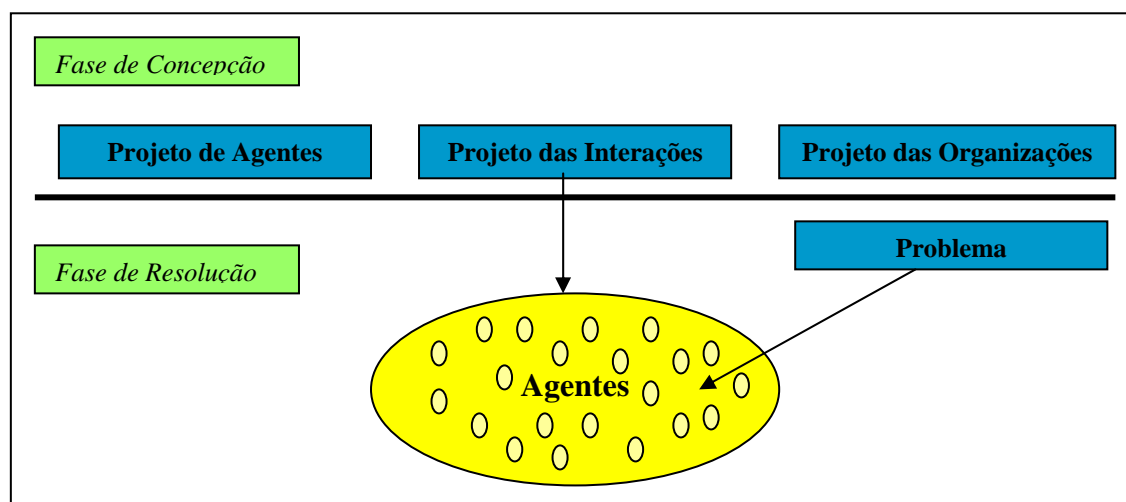 Fase de Concepção
Projeto de Agentes
Projeto das Interações
Projeto das Organizações
Problema
Fase de Resolução
Agentes